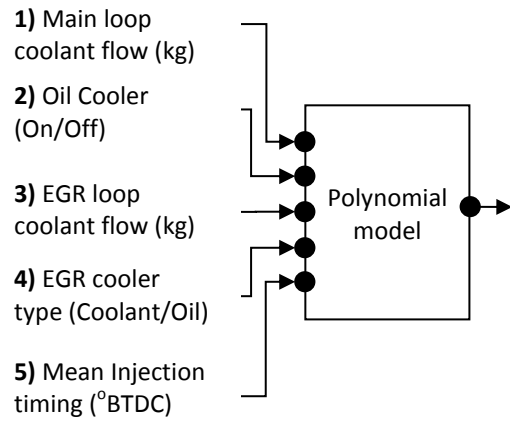 1) Main loop
coolant flow (kg)
2) Oil Cooler
(On/Off)
3) EGR loop
coolant flow (kg)
4) EGR cooler
type (Coolant/Oil)
5) Mean Injection
timing (°BTDC)
Polynomial
model